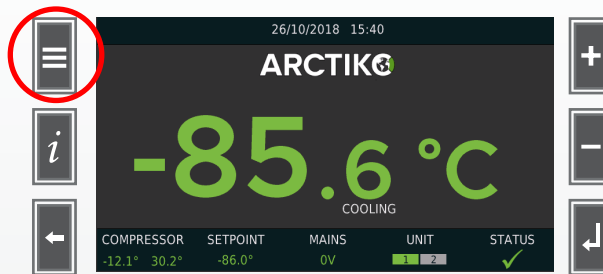 26/10/2018 15:40
ARCTIKO
-85.6 °C
COOLING
COMPRESSOR SETPOINT MAINS UNIT STATUS
-12.1° 30.2° -86.0° 0V 1 2
+
i
-